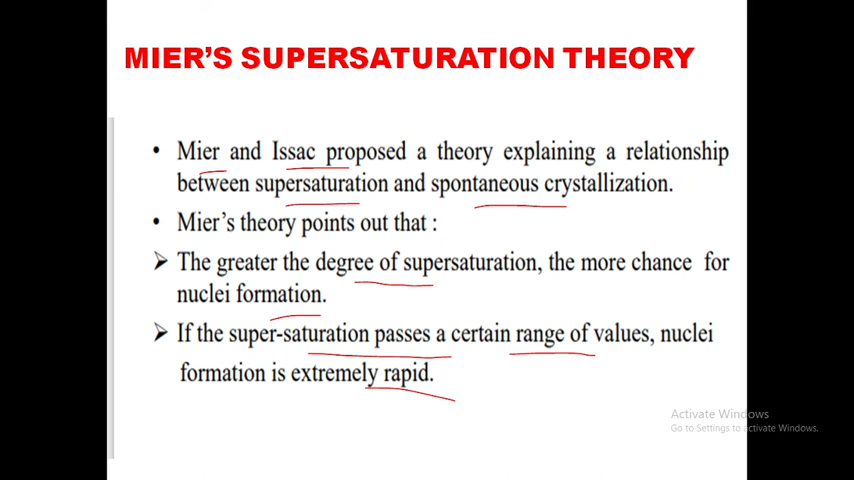 MIER'S SUPERSATURATION THEORY
• Mier and Issac proposed a theory explaining a relationship
between supersaturation and spontaneous crystallization.
• Mier's theory points out that :
➤ The greater the degree of supersaturation, the more chance for
nuclei formation.
➤ If the super-saturation passes a certain range of values, nuclei
formation is extremely rapid.
Activate Windows
Go to Settings to activate Windows.